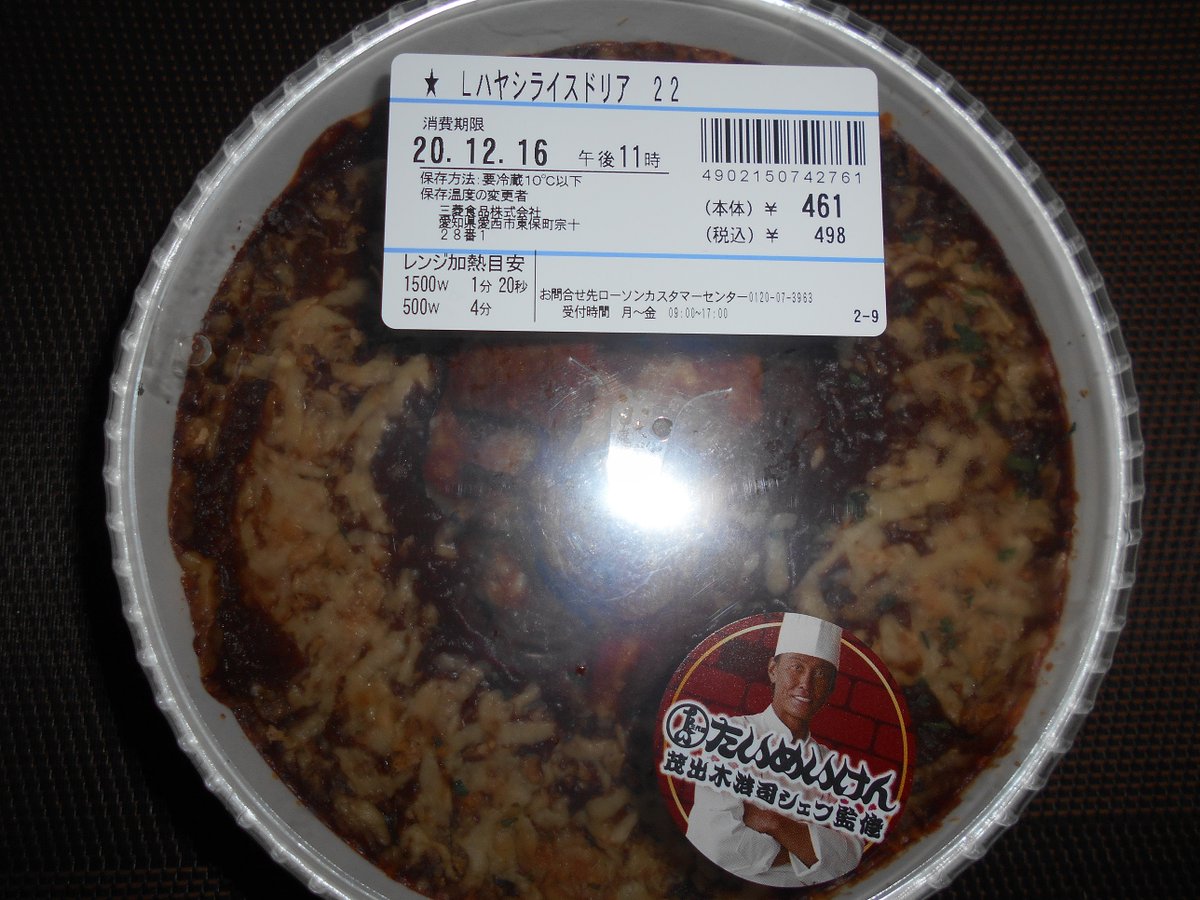 ★ Lハヤシライスドリア 22
消費期限
20.12.16 午後11時
保存方法:要冷蔵10℃以下
保存温度の変更者
三菱食品株式会社
愛知県愛西市東保町宗十
28番1
4902150742761
(本体) ¥ 461
(税込) ¥ 498
レンジ加熱目安
1500W 1分20秒
500W 4分
お問合せ先ローソンカスタマーセンター0120-07-3963
受付時間 月~金 09:00~17:00
2-9
たいめいけん
茂出木浩司シェフ監修